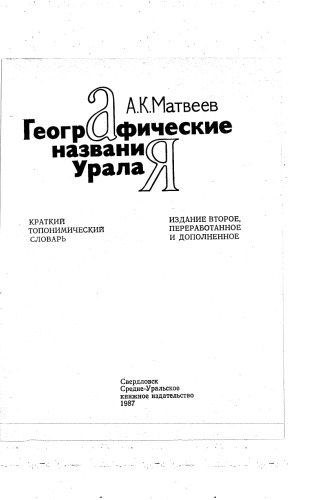 А.К.Матвеев
Географические
названия
Урала
КРАТКИЙ
ТОПОНИМИЧЕСКИЙ
СЛОВАРЬ
ИЗДАНИЕ ВТОРОЕ,
ПЕРЕРАБОТАННОЕ
И ДОПОЛНЕННОЕ
Свердловск
Средне-Уральское
книжное издательство
1987